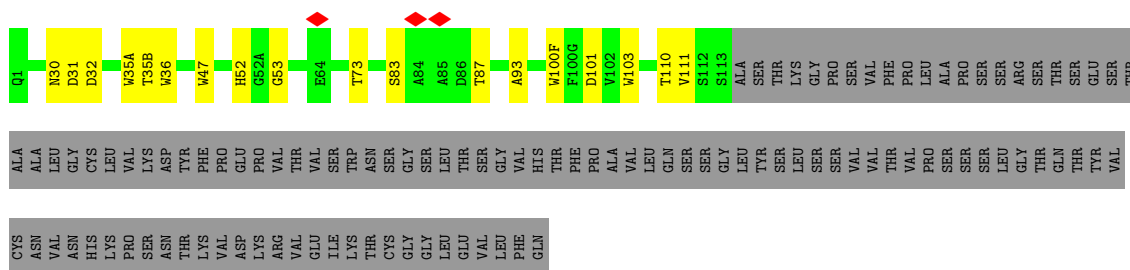 Q1 N30 D31 D32 W35A T35B W36 W47 H52 G52A G53 E64 T73 S83 A84 A85 D86 T87 A93 W100F F100G D101 V102 W103 T110 V111 S112 S113 ALA SER THR LYS GLY PRO SER VAL PHE PRO LEU ALA PRO SER SER ARG SER THR SER GLU SER THR
ALA ALA LEU GLY CYS LEU VAL LYS ASP TYR PHE PRO GLU PRO VAL THR VAL SER TRP ASN SER GLY SER LEU THR SER GLY VAL HIS THR PHE PRO ALA VAL LEU GLN SER SER GLY LEU TYR SER LEU SER SER VAL VAL THR VAL PRO SER SER SER LEU GLY THR GLN THR TYR VAL
CYS ASN VAL ASN HIS LYS PRO SER ASN THR LYS VAL ASP LYS ARG VAL GLU ILE LYS THR CYS GLY GLY LEU GLU VAL LEU PHE GLN